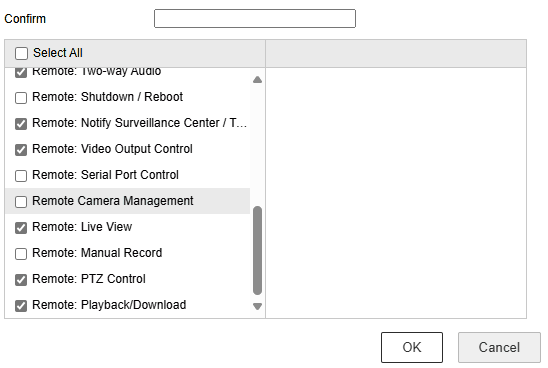 Confirm
Select All
Remote: Two-way Audio
Remote: Shutdown / Reboot
Remote: Notify Surveillance Center / T...
Remote: Video Output Control
Remote: Serial Port Control
Remote Camera Management
Remote: Live View
Remote: Manual Record
Remote: PTZ Control
Remote: Playback/Download
OK
Cancel